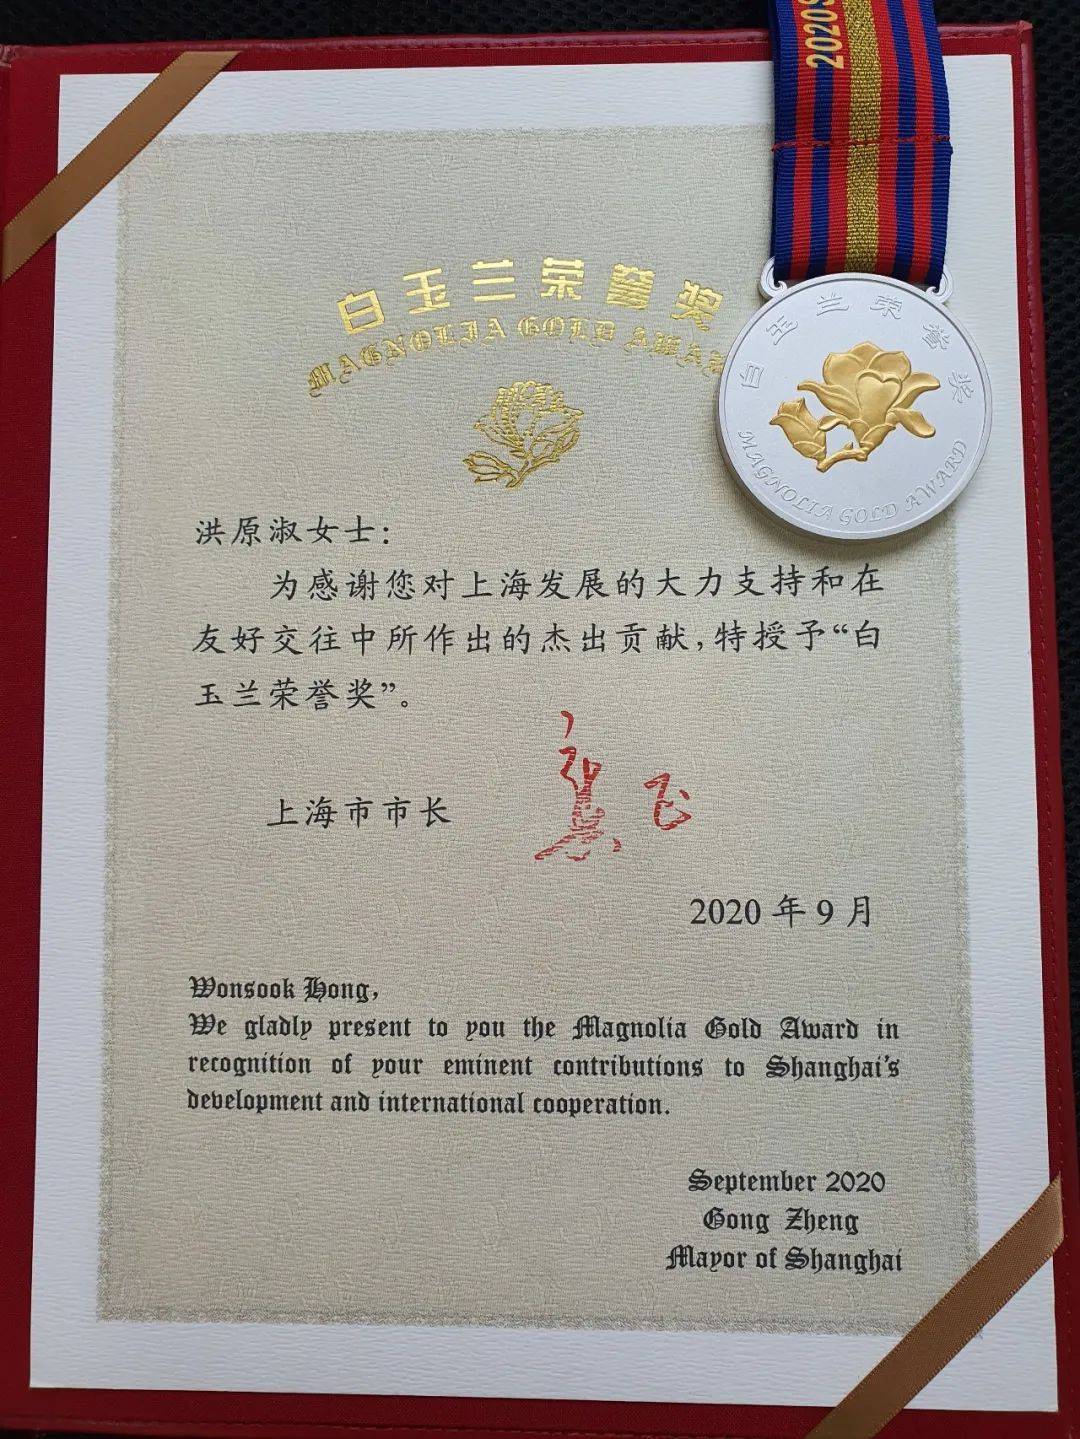 白玉兰荣誉奖
MAGNOLIA GOLD AWA
2020S
白玉兰荣誉奖
MAGNOLIA GOLD AWARD
洪原淑女士:
为感谢您对上海发展的大力支持和在
友好交往中所作出的杰出贡献,特授予“白
玉兰荣誉奖”。
上海市市长
2020 年 9 月
Wonsook Hong,
We gladly present to you the Magnolia Gold Award in
recognition of your eminent contributions to Shanghai's
development and international cooperation.
September 2020
Gong Zheng
Mayor of Shanghai